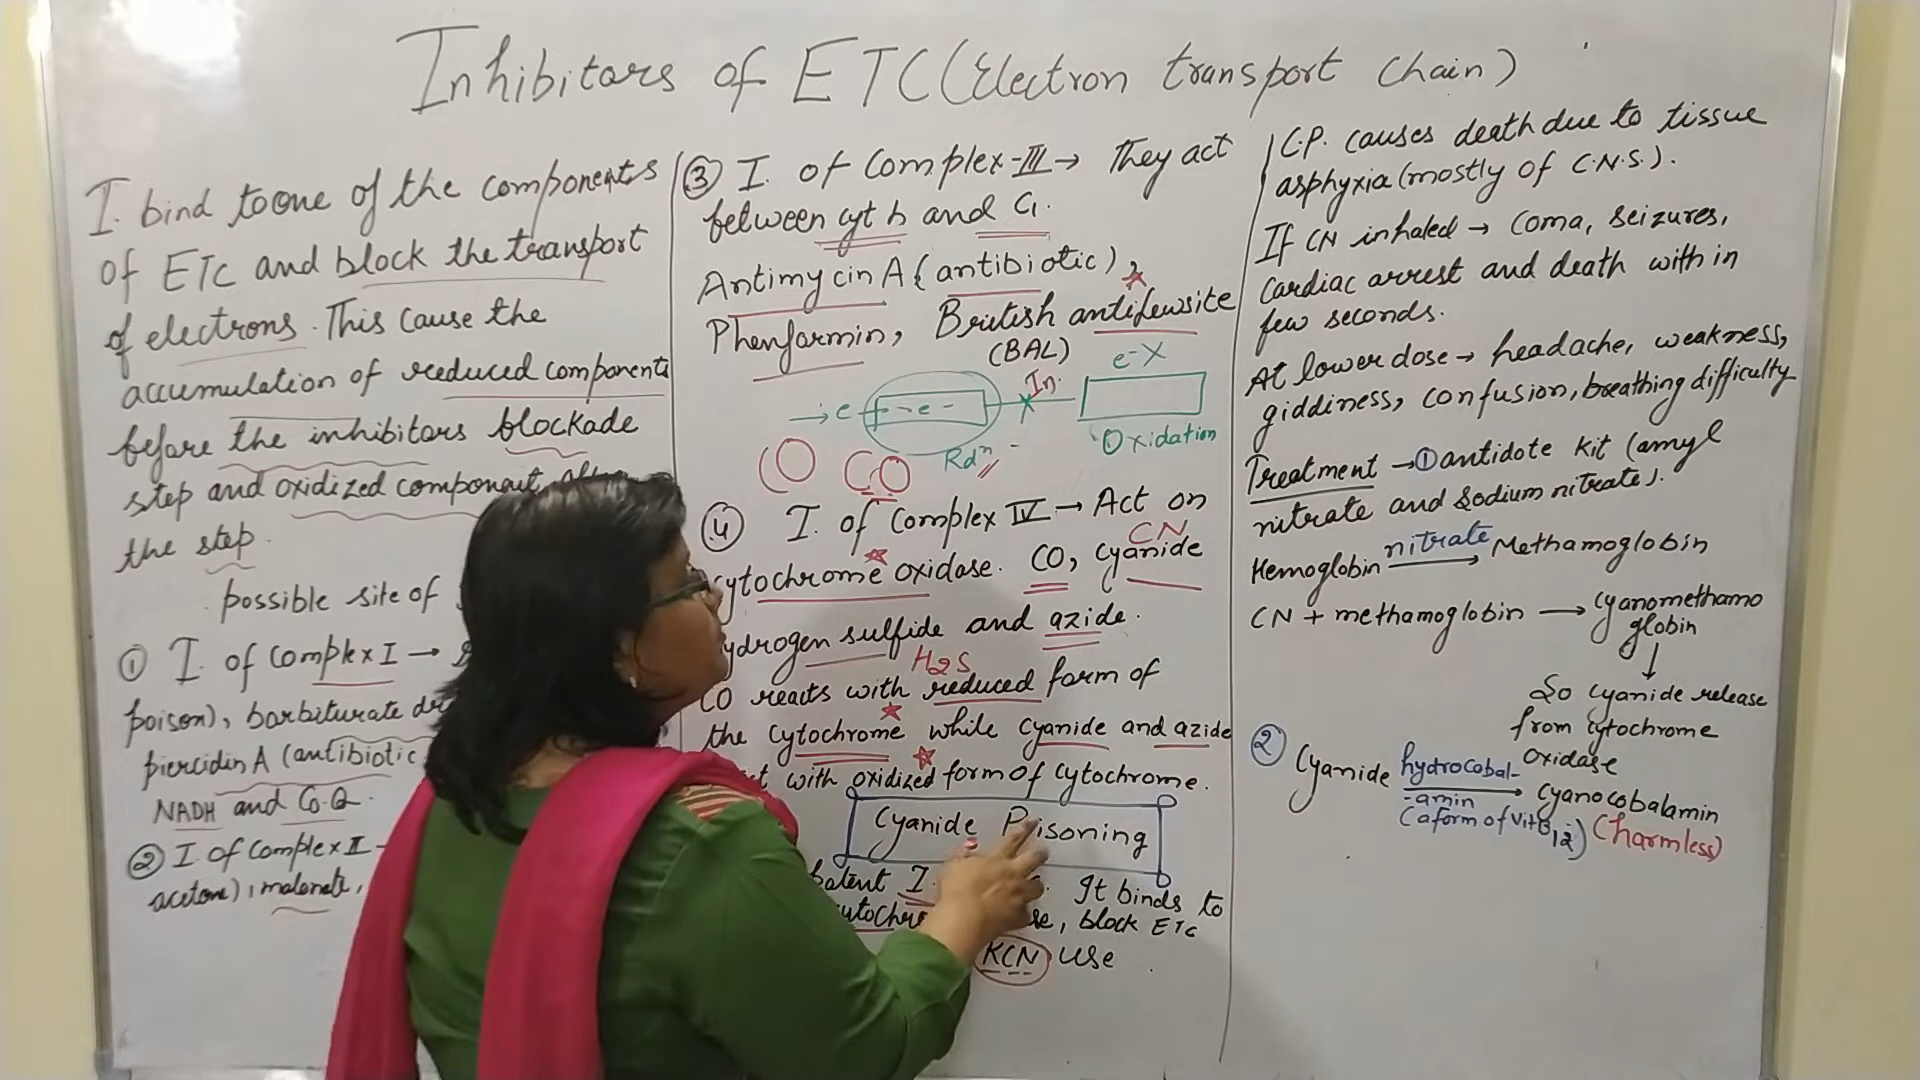 Inhibitors of ETC (Electron transport chain)
I. bind to one of the components
of ETC and block the transport
of electrons. This cause the
accumulation of reduced components
before the inhibitors blockade
step and oxidized component
the step.
possible site of
① I. of Complex I →
poison), barbiturate
piercidin A (antibiotic
NADH and Co.Q.
② I of Complex II -
acetone), malonate,
③ I. of Complex-III → They act
between cyt b and C1.
Antimycin A (antibiotic),
Phenformin, British antilewsite
(BAL)
e-X
In.
→ e - e -
Rdn
Oxidation
CO
④ I. of Complex IV → Act on
CN
cytochrome oxidase. CO, Cyanide
hydrogen sulfide and azide.
H2S
CO reacts with reduced form of
the cytochrome while cyanide and azide
with oxidized form of cytochrome.
Cyanide Poisoning
Patent I. It binds to
, block ETC
KCN use
C.P. causes death due to tissue
asphyxia (mostly of C.N.S.).
If CN inhaled → Coma, seizures,
cardiac arrest and death with in
few seconds.
At lower dose → headache, weakness,
giddiness, confusion, breathing difficulty
Treatment → ① antidote kit (amyl
nitrate and sodium nitrate).
Hemoglobin nitrate → Methamoglobin
CN + methamoglobin → cyanomethamo
globin
↓
So cyanide release
from cytochrome
oxidase
② Cyanide hydrocobal-
-amin
(a form of Vit B12) → cyanocobalamin
(harmless)